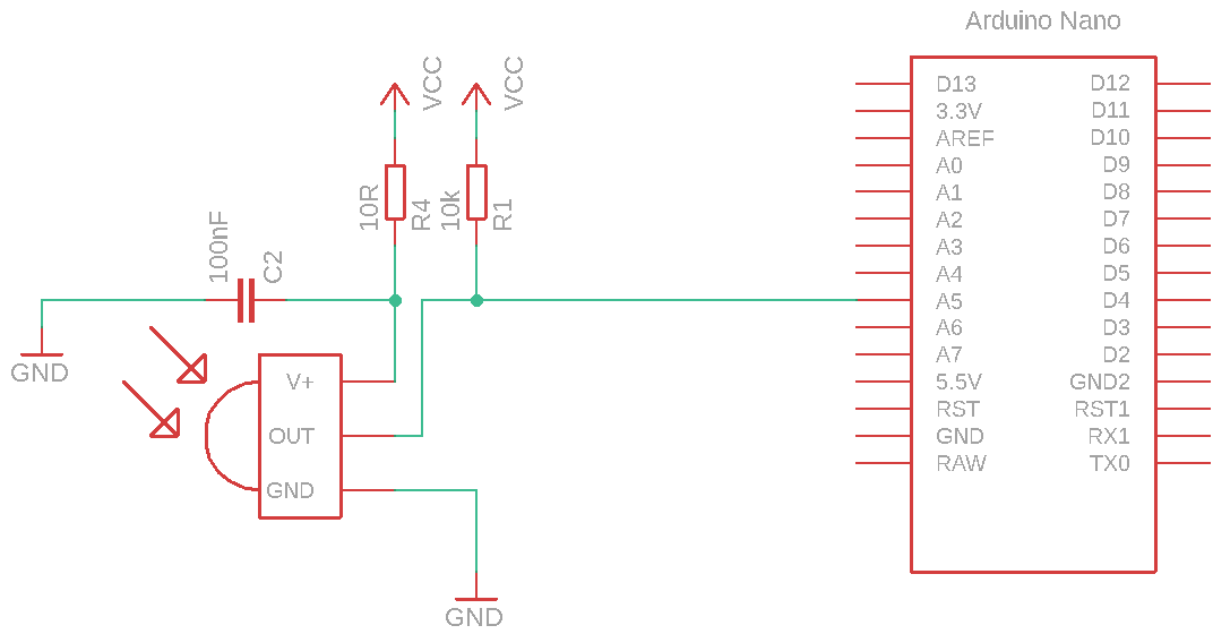 Arduino Nano
VCC
VCC
10R
R4
10k
R1
100nF
C2
GND
V+
OUT
GND
GND
D13
3.3V
AREF
A0
A1
A2
A3
A4
A5
A6
A7
5.5V
RST
GND
RAW
D12
D11
D10
D9
D8
D7
D6
D5
D4
D3
D2
GND2
RST1
RX1
TX0